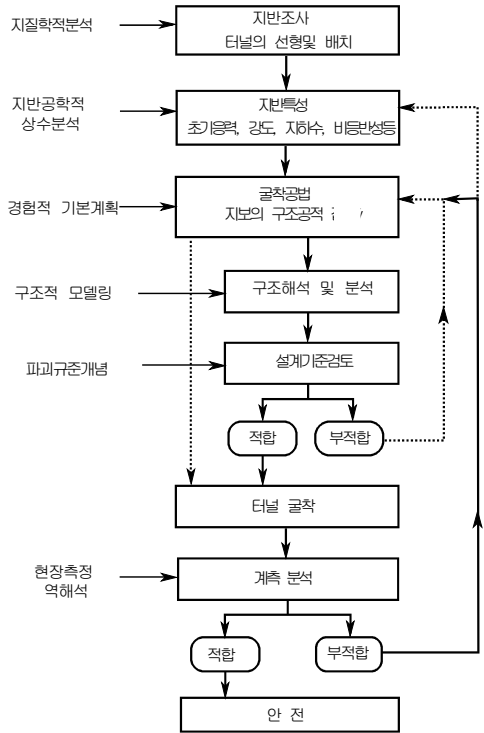 지질학적분석
지반조사
터널의 선형및 배치
지반공학적
상수분석
지반특성
초기응력, 강도, 지하수, 비등반성등
경험적 기본계획
굴착공법
지보의 구조공적
구조적 모델링
구조해석 및 분석
파괴규준개념
설계기준검토
적합
부적합
터널 굴착
현장측정
역해석
계측 분석
적합
부적합
안 전